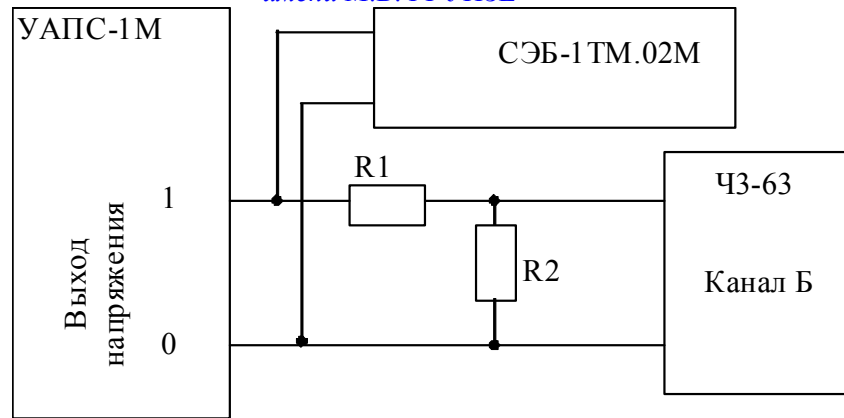 УАПС-1М
СЭБ-1ТМ.02М
R1
Ч3-63
1
R2
Канал Б
Выход
напряжения
0